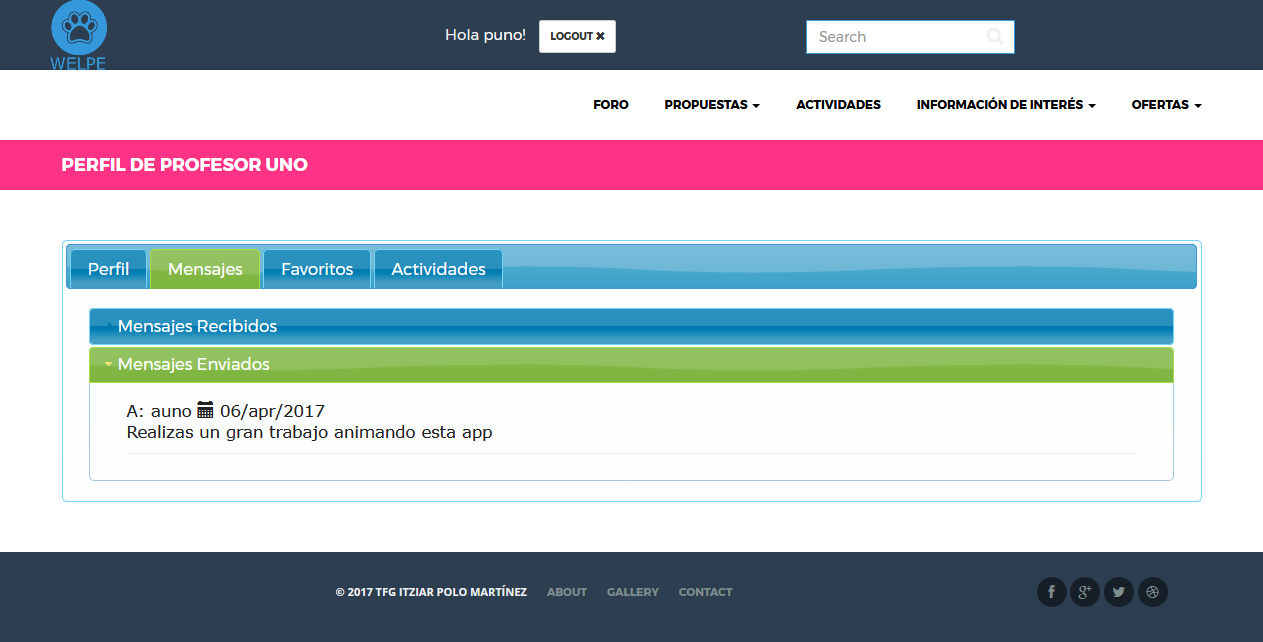 WELPE
Hola puno!
LOGOUT ✖
Search
FORO
PROPUESTAS
ACTIVIDADES
INFORMACIÓN DE INTERÉS
OFERTAS
PERFIL DE PROFESOR UNO
Perfil
Mensajes
Favoritos
Actividades
Mensajes Recibidos
Mensajes Enviados
A: auno 06/apr/2017
Realizas un gran trabajo animando esta app
© 2017 TFG ITZIAR POLO MARTÍNEZ
ABOUT
GALLERY
CONTACT